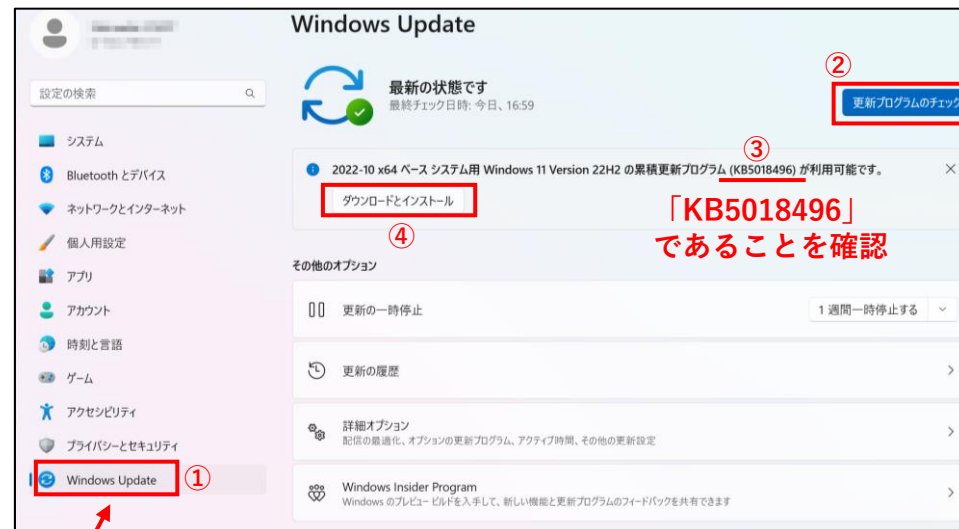 Windows Update
設定の検索
最新の状態です
最終チェック日時: 今日、16:59
②
更新プログラムのチェック
システム
Bluetooth とデバイス
ネットワークとインターネット
個人用設定
アプリ
アカウント
時刻と言語
ゲーム
アクセシビリティ
プライバシーとセキュリティ
Windows Update
①
③
2022-10 x64 ベース システム用 Windows 11 Version 22H2 の累積更新プログラム (KB5018496) が利用可能です。
ダウンロードとインストール
④
「KB5018496」
であることを確認
その他のオプション
更新の一時停止
1 週間一時停止する
更新の履歴
詳細オプション
配信の最適化、オプションの更新プログラム、アクティブ時間、その他の更新設定
Windows Insider Program
Windows のプレビュー ビルドを入手して、新しい機能と更新プログラムのフィードバックを共有できます